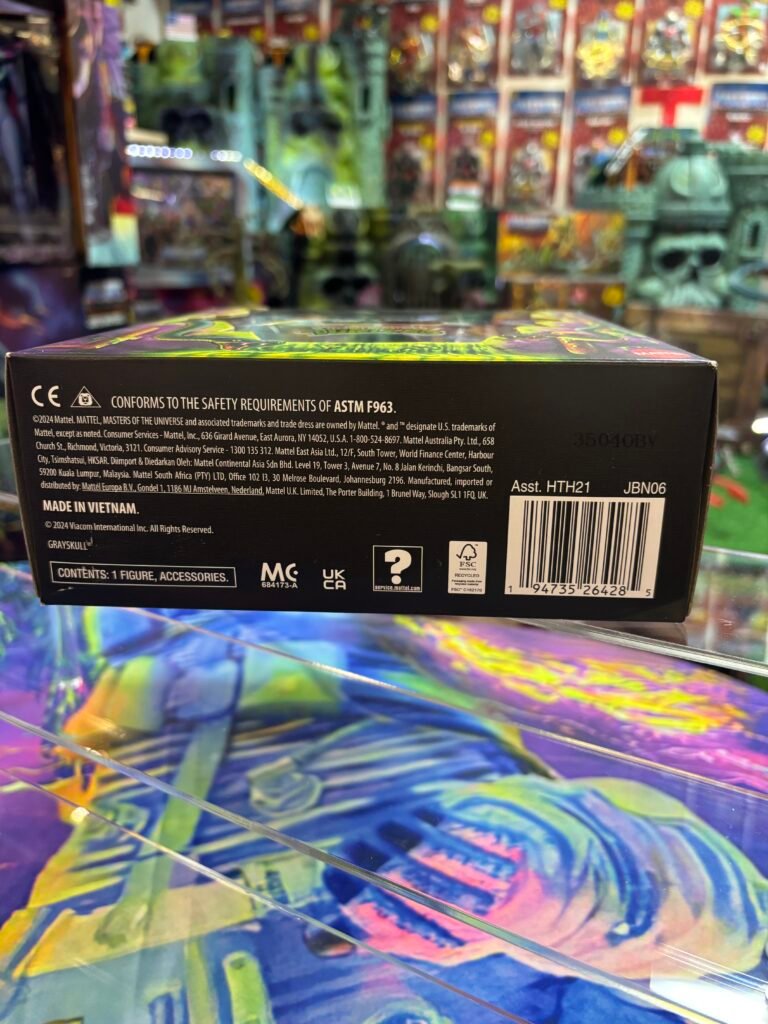 CE CONFORMS TO THE SAFETY REQUIREMENTS OF ASTM F963.
©2024 Mattel. MATTEL, MASTERS OF THE UNIVERSE and associated trademarks and trade dress are owned by Mattel. ® and ™ designate U.S. trademarks of
Mattel, except as noted. Consumer Services - Mattel, Inc., 636 Girard Avenue, East Aurora, NY 14052, U.S.A. 1-800-524-8697. Mattel Australia Pty. Ltd., 658
Church St., Richmond, Victoria, 3121. Consumer Advisory Service - 1300 135 312. Mattel East Asia Ltd., 12/F, South Tower, World Finance Center, Harbour
City, Tsimshatsui, HKSAR. Diimport & Diedarkan Oleh: Mattel Continental Asia Sdn Bhd. Level 19, Tower 3, Avenue 7, No. 8 Jalan Kerinchi, Bangsar South,
59200 Kuala Lumpur, Malaysia. Mattel South Africa (PTY) LTD, Office 102 I3, 30 Melrose Boulevard, Johannesburg 2196. Manufactured, imported or
distributed by: Mattel Europa B.V., Gondel 1, 1186 MJ Amstelveen, Nederland, Mattel U.K. Limited, The Porter Building, 1 Brunel Way, Slough SL1 1FQ, UK.
MADE IN VIETNAM.
© 2024 Viacom International Inc. All Rights Reserved.
GRAYSKULL
CONTENTS: 1 FIGURE, ACCESSORIES.
MC
684173-A
UK
CA
?
service.mattel.com
FSC
RECYCLED
35040BV
Asst. HTH21 JBN06
1 94735 26428 5